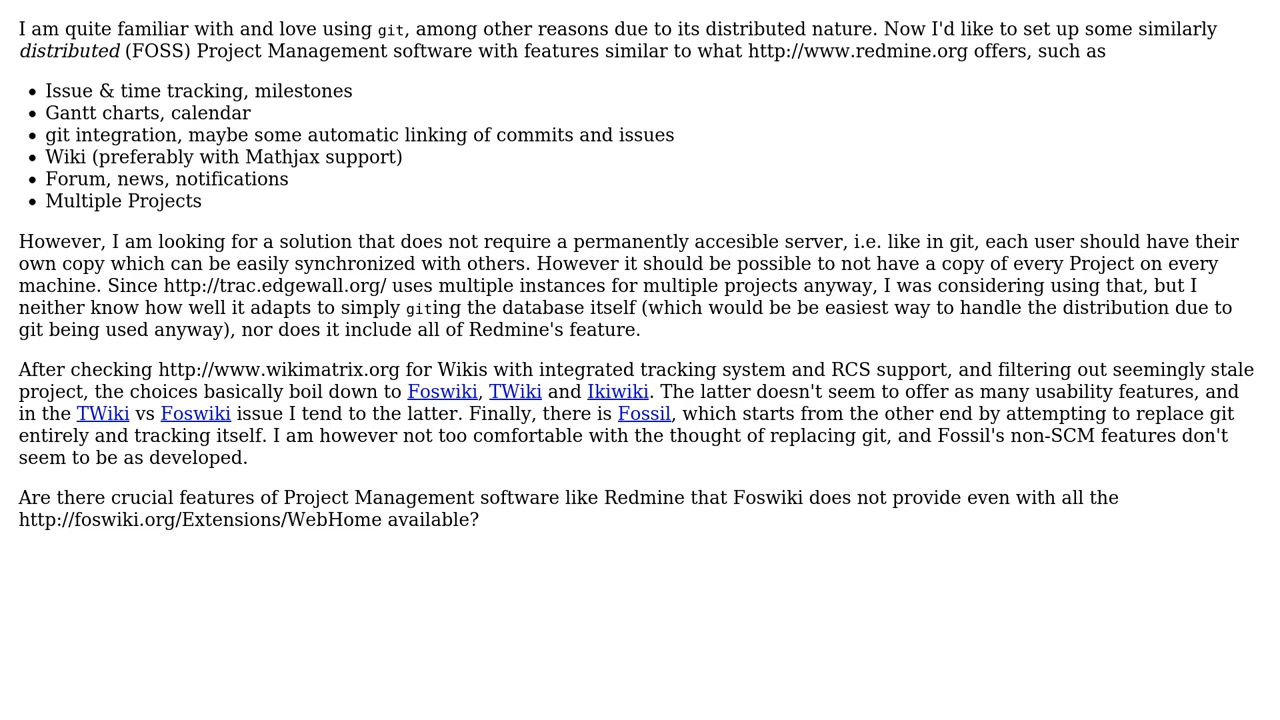 I am quite familiar with and love using git, among other reasons due to its distributed nature. Now I'd like to set up some similarly
distributed (FOSS) Project Management software with features similar to what http://www.redmine.org offers, such as
• Issue & time tracking, milestones
• Gantt charts, calendar
• git integration, maybe some automatic linking of commits and issues
• Wiki (preferably with Mathjax support)
• Forum, news, notifications
• Multiple Projects
However, I am looking for a solution that does not require a permanently accesible server, i.e. like in git, each user should have their
own copy which can be easily synchronized with others. However it should be possible to not have a copy of every Project on every
machine. Since http://trac.edgewall.org/ uses multiple instances for multiple projects anyway, I was considering using that, but I
neither know how well it adapts to simply giting the database itself (which would be be easiest way to handle the distribution due to
git being used anyway), nor does it include all of Redmine's feature.
After checking http://www.wikimatrix.org for Wikis with integrated tracking system and RCS support, and filtering out seemingly stale
project, the choices basically boil down to Foswiki, TWiki and Ikiwiki. The latter doesn't seem to offer as many usability features, and
in the TWiki vs Foswiki issue I tend to the latter. Finally, there is Fossil, which starts from the other end by attempting to replace git
entirely and tracking itself. I am however not too comfortable with the thought of replacing git, and Fossil's non-SCM features don't
seem to be as developed.
Are there crucial features of Project Management software like Redmine that Foswiki does not provide even with all the
http://foswiki.org/Extensions/WebHome available?